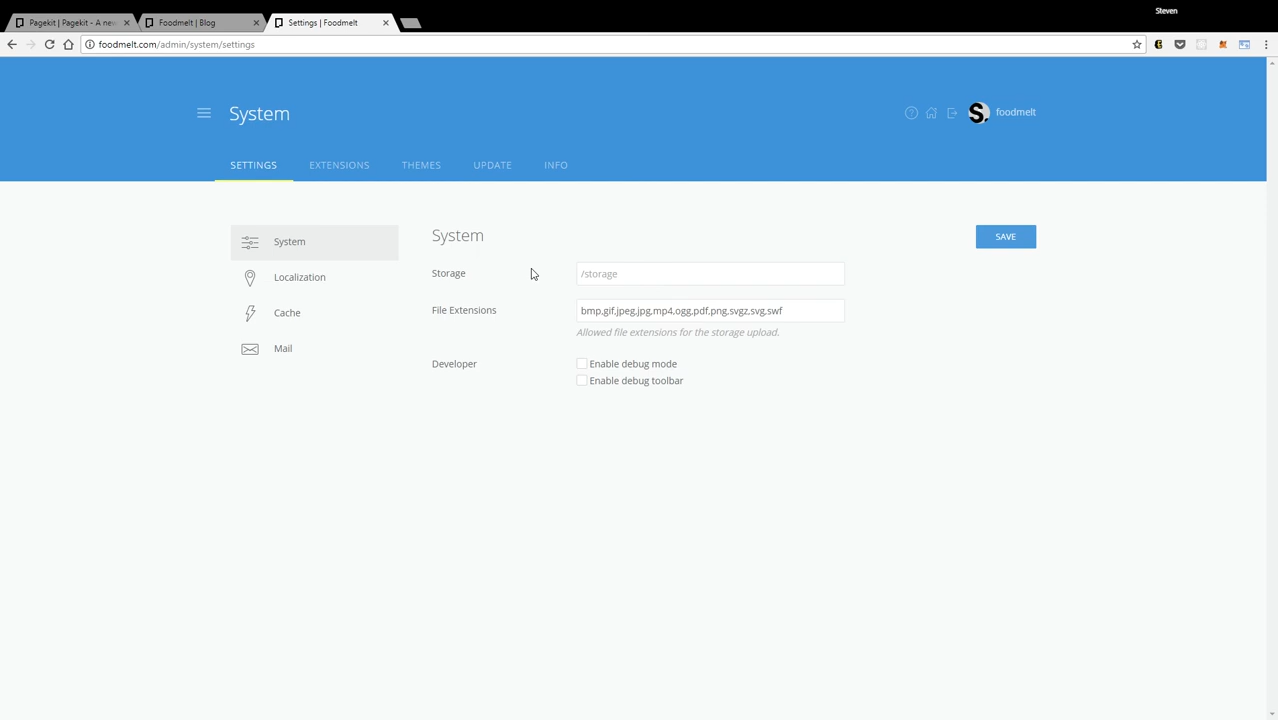 Steven
Pagekit | Pagekit - A new
Foodmelt | Blog
Settings | Foodmelt
foodmelt.com/admin/system/settings
System
foodmelt
SETTINGS
EXTENSIONS
THEMES
UPDATE
INFO
System
Localization
Cache
Mail
System
SAVE
Storage
/storage
File Extensions
bmp,gif,jpeg,jpg,mp4,ogg,pdf,png,svgz,svg,swf
Allowed file extensions for the storage upload.
Developer
Enable debug mode
Enable debug toolbar